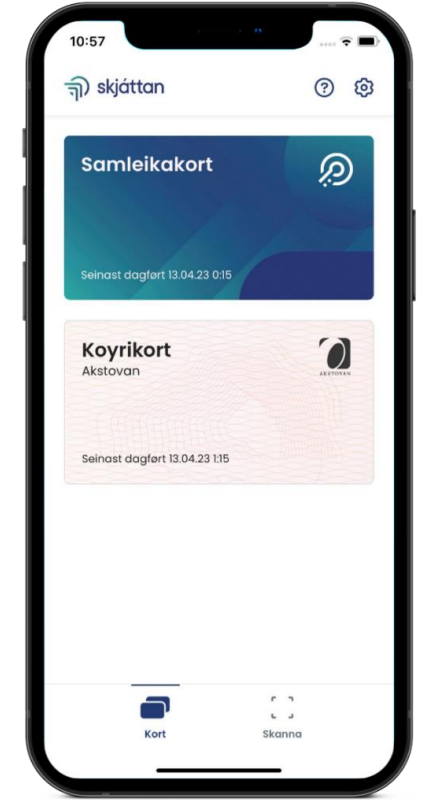 10:57
skjáttan
Samleikakort
Seinast dagført 13.04.23 0:15
Koyrikort
Akstovan
AKSTOVAN
Seinast dagført 13.04.23 1:15
Kort
Skanna